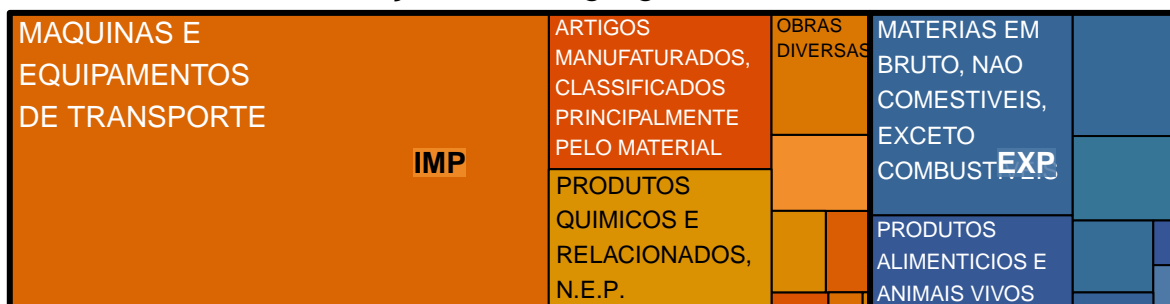 MAQUINAS E
EQUIPAMENTOS
DE TRANSPORTE
IMP
ARTIGOS
MANUFATURADOS,
CLASSIFICADOS
PRINCIPALMENTE
PELO MATERIAL
PRODUTOS
QUIMICOS E
RELACIONADOS,
N.E.P.
OBRAS
DIVERSAS
MATERIAS EM
BRUTO, NAO
COMESTIVEIS,
EXCETO
COMBUSTIVEIS
EXP
PRODUTOS
ALIMENTICIOS E
ANIMAIS VIVOS